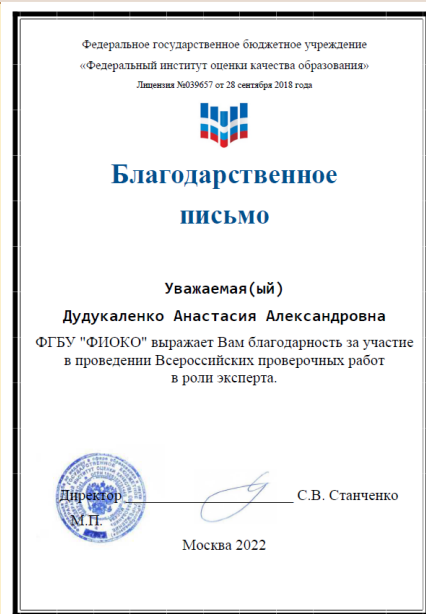 Федеральное государственное бюджетное учреждение
«Федеральный институт оценки качества образования»
Лицензия №039657 от 28 сентября 2018 года
Благодарственное
письмо
Уважаемая(ый)
Дудукаленко Анастасия Александровна
ФГБУ "ФИОКО" выражает Вам благодарность за участие
в проведении Всероссийских проверочных работ
в роли эксперта.
Директор С.В. Станченко
М.П.
Москва 2022